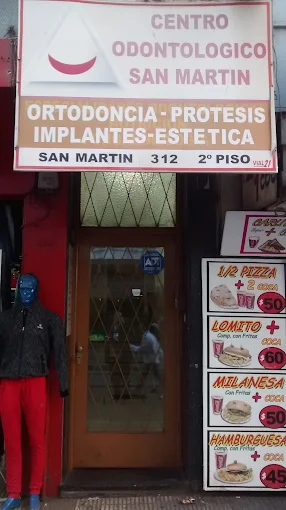 CENTRO
ODONTOLOGICO
SAN MARTIN
ORTODONCIA - PROTESIS
IMPLANTES-ESTETICA
SAN MARTIN 312 2º PISO
ADT
1/2 PIZZA
+ 2
COCA
$50
LOMITO +
Comp. con Fritas
COCA
$60
MILANESA
con Fritas
+ COCA
$50
HAMBURGUESA
Comp. con Fritas
+ COCA
$45